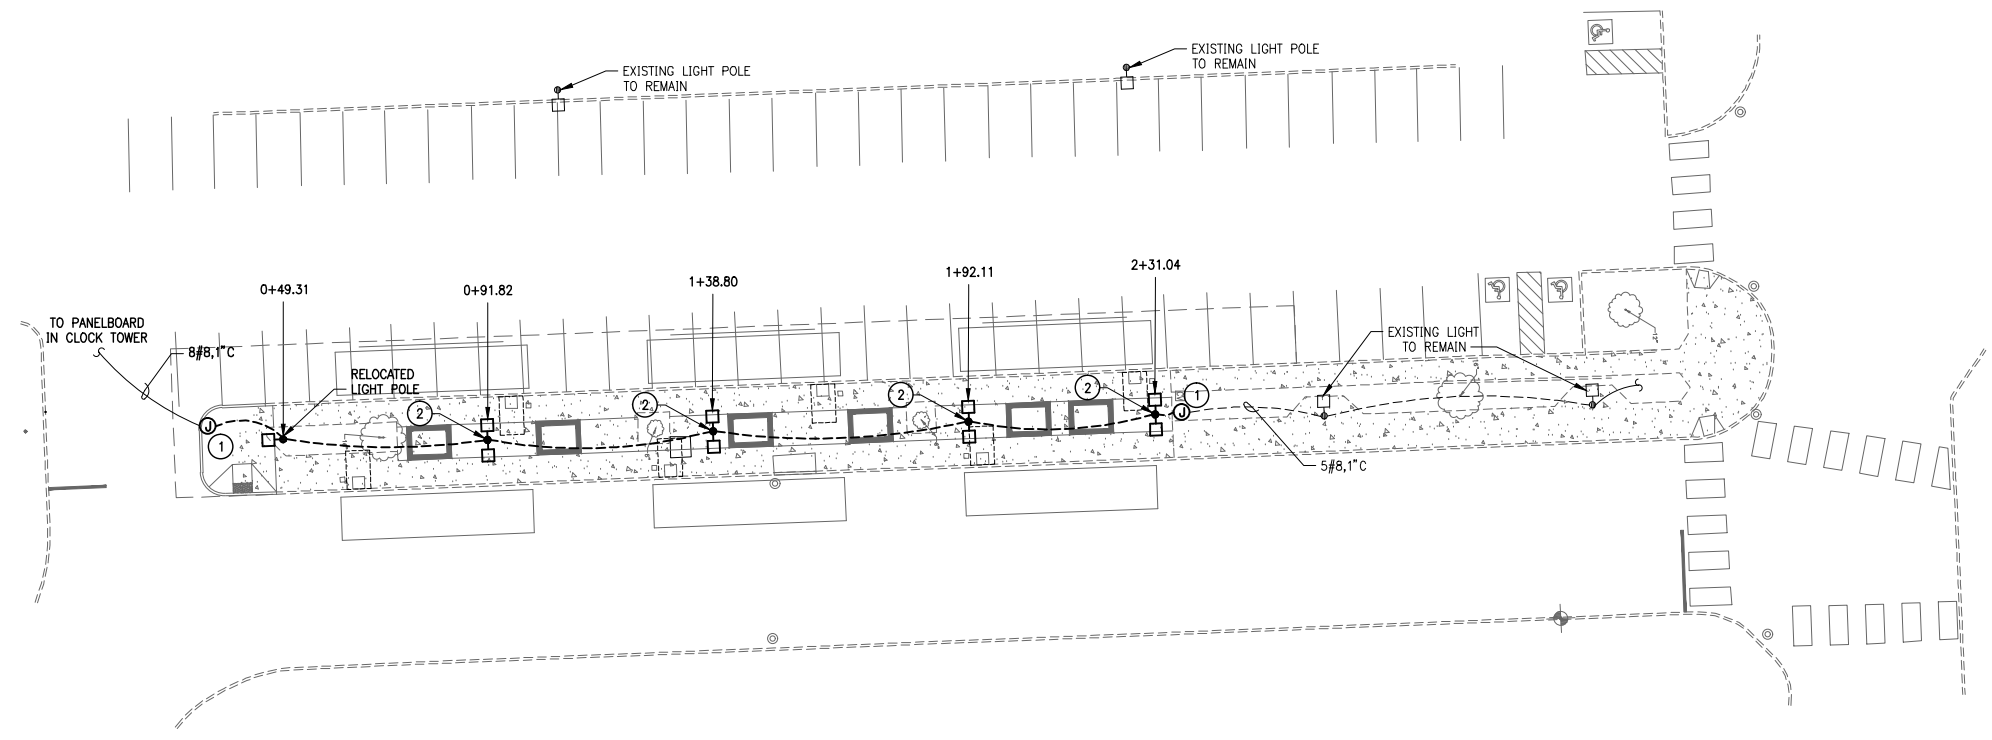 EXISTING LIGHT POLE
TO REMAIN
EXISTING LIGHT POLE
TO REMAIN
0+49.31
0+91.82
1+38.80
1+92.11
2+31.04
TO PANELBOARD
IN CLOCK TOWER
8#8,1"C
RELOCATED
LIGHT POLE
EXISTING LIGHT
TO REMAIN
J
1
2
2
2
2
J
1
5#8,1"C